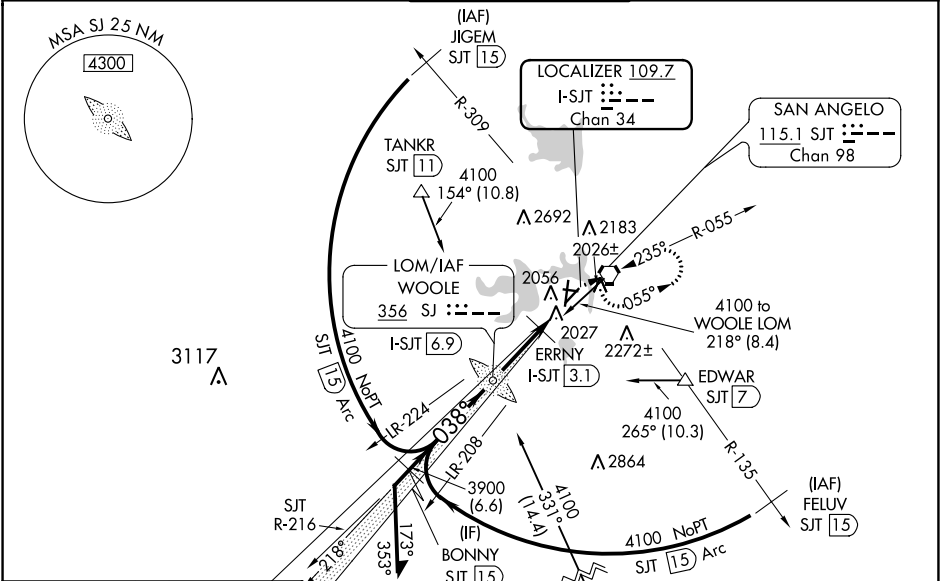 MSA SJ 25 NM
4300
(IAF)
JIGEM
SJT 15
R-309
LOCALIZER 109.7
I-SJT
Chan 34
SAN ANGELO
115.1 SJT
Chan 98
TANKR
SJT 11
4100
154° (10.8)
2692
2183
2026±
235°
R-055
055°
LOM/IAF
WOOLE
356 SJ
I-SJT 6.9
2056
2027
4100 to
WOOLE LOM
218° (8.4)
ERRNY
I-SJT 3.1
2272±
3117
4100 NoPT
SJT 15 Arc
EDWAR
SJT 7
4100
265° (10.3)
R-135
LR-224
038°
LR-208
2864
3900
(6.6)
4100
331°
(14.4)
SJT
R-216
218°
173°
353°
(IF)
BONNY
SJT 15
(IAF)
FELUV
SJT 15
4100 NoPT
SJT 15 Arc